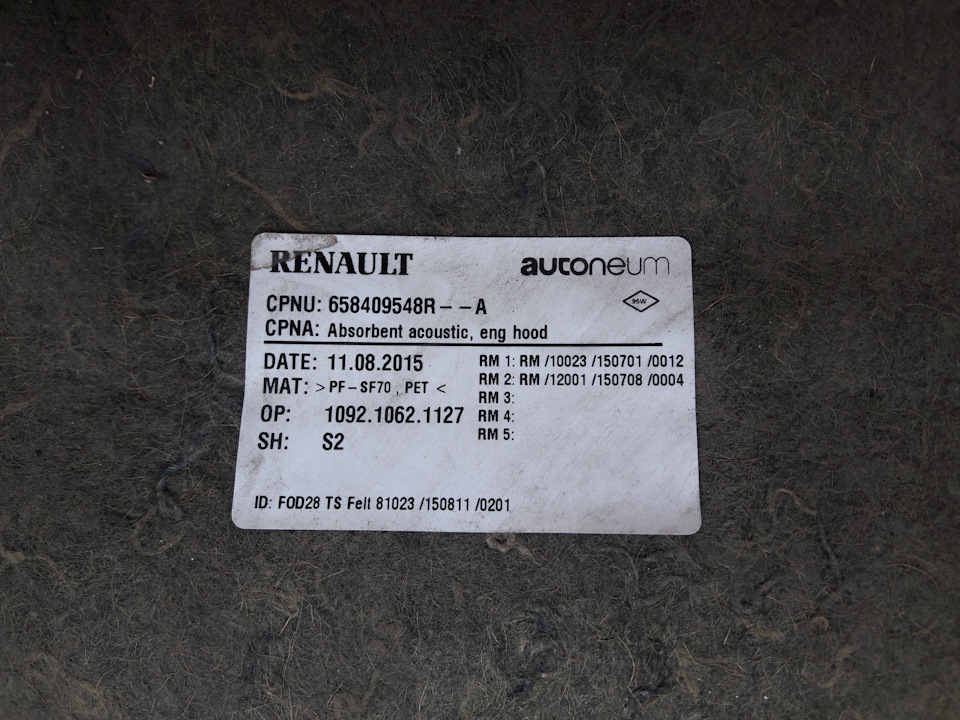 RENAULT autoneum
CPNU: 658409548R--A
96W
CPNA: Absorbent acoustic, eng hood
DATE: 11.08.2015
MAT: >PF-SF70, PET<
OP: 1092.1062.1127
SH: S2
RM 1: RM /10023 /150701 /0012
RM 2: RM /12001 /150708 /0004
RM 3:
RM 4:
RM 5:
ID: FOD28 TS Felt 81023 /150811 /0201